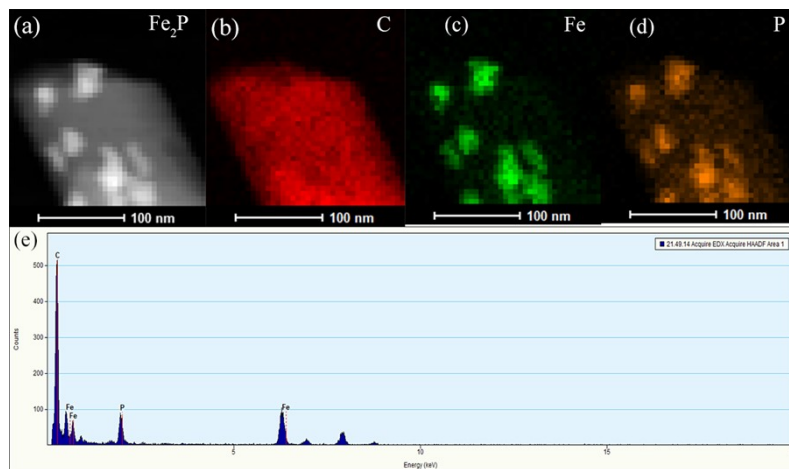 (a) Fe₂P
(b) C
(c) Fe
(d) P
100 nm
100 nm
100 nm
100 nm
(e)
21.49.14 Acquire EDX Acquire HAADF Area 1
C
500
400
300
200
100
Fe
Fe
P
Fe
Counts
5
10
15
Energy (keV)